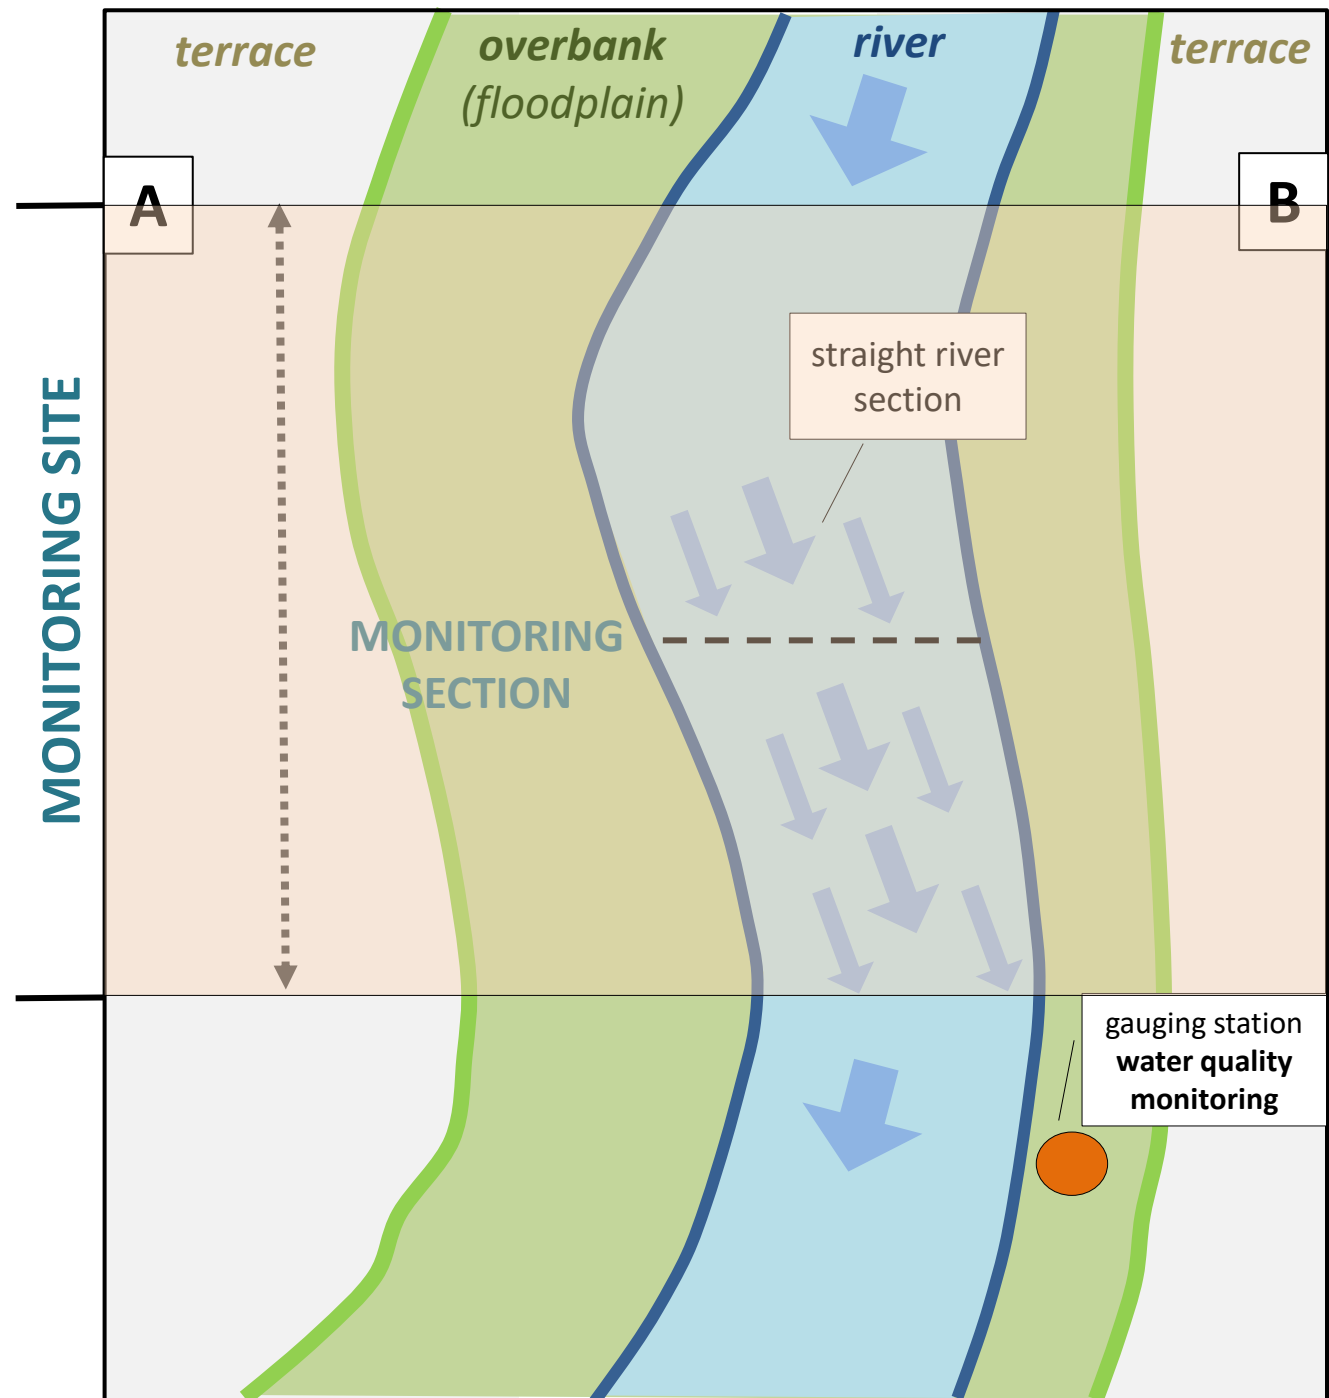 terrace
overbank
(floodplain)
river
terrace
A
B
MONITORING SITE
straight river
section
MONITORING
SECTION
gauging station
water quality
monitoring